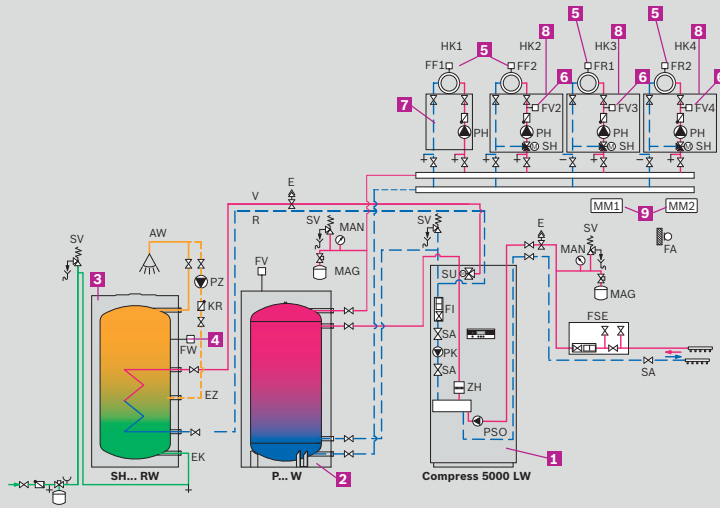 5
8
5
8
5
8
HK1
HK2
HK3
HK4
FF1
FF2
FR1
FR2
6
6
6
7
FV2
FV3
FV4
PH
PH
PH
PH
SH
SH
SH
M
M
M
MM1
9
MM2
E
V
R
SV
AW
SV
MAN
SV
E
SV
MAN
FA
FV
MAG
SU
MAG
PZ
3
KR
FI
FSE
4
FW
SA
PK
SA
SA
EZ
ZH
PSO
EK
1
2
SH... RW
P... W
Compress 5000 LW